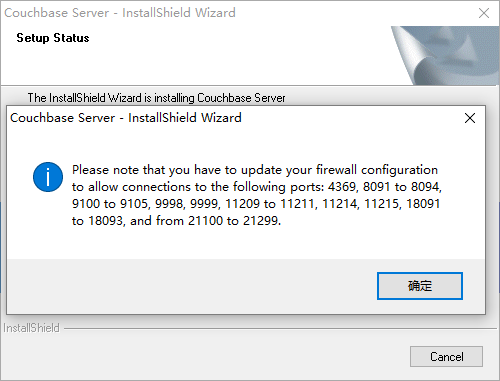 Couchbase Server - InstallShield Wizard
Setup Status
The InstallShield Wizard is installing Couchbase Server
Couchbase Server - InstallShield Wizard
Please note that you have to update your firewall configuration
to allow connections to the following ports: 4369, 8091 to 8094,
9100 to 9105, 9998, 9999, 11209 to 11211, 11214, 11215, 18091
to 18093, and from 21100 to 21299.
确定
InstallShield
Cancel